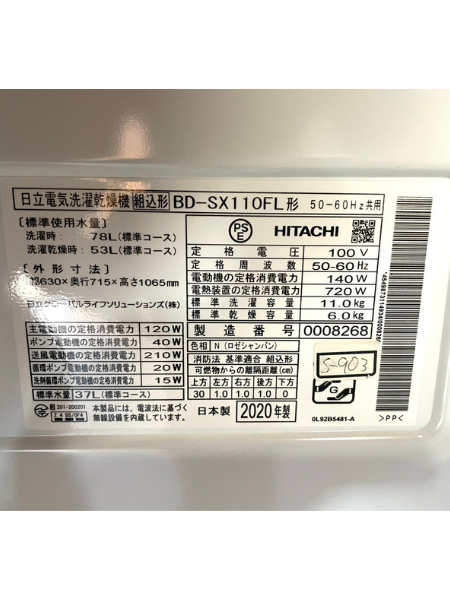 日立電気洗濯乾燥機 組込形 BD-SX110FL形 50-60Hz共用
[標準使用水量]
洗濯時: 78L(標準コース)
洗濯乾燥時: 53L(標準コース)
[外形寸法]
幅630×奥行715×高さ1065mm
日立グローバルライフソリューションズ(株)
主電動機の定格消費電力 120W
ポンプ電動機の定格消費電力 40W
送風電動機の定格消費電力 210W
循環ポンプ電動機の定格消費電力 20W
洗剤循環ポンプ電動機の定格消費電力 15W
標準水量 37L(標準コース)
R 201-200201
2.4 DS/OF4
本製品には、電波法に基づく
無線設備を内蔵しています。
PS
E
HITACHI
定格電圧 100V
定格周波数 50-60Hz
電動機の定格消費電力 140W
電熱装置の定格消費電力 720W
標準洗濯容量 11.0kg
標準乾燥容量 6.0kg
製造番号 0008268
色相 N (ロゼシャンパン)
消防法 基準適合 組込形
可燃物からの離隔距離(cm)
上方 左方 右方 前方 後方 下方
30 1.0 1.0 0 1.0 0
日本製 2020年製
S-903
G
0L92B5481-A
>PP<